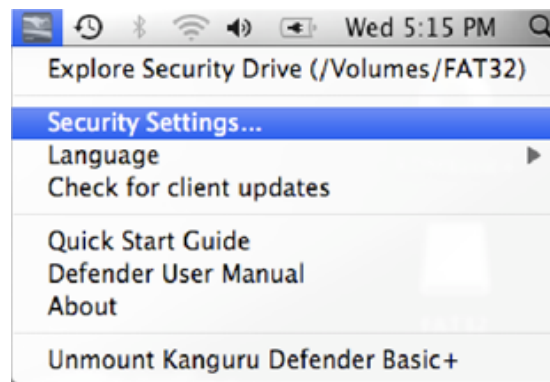 Wed 5:15 PM
Explore Security Drive (/Volumes/FAT32)
Security Settings...
Language
Check for client updates
Quick Start Guide
Defender User Manual
About
Unmount Kanguru Defender Basic+